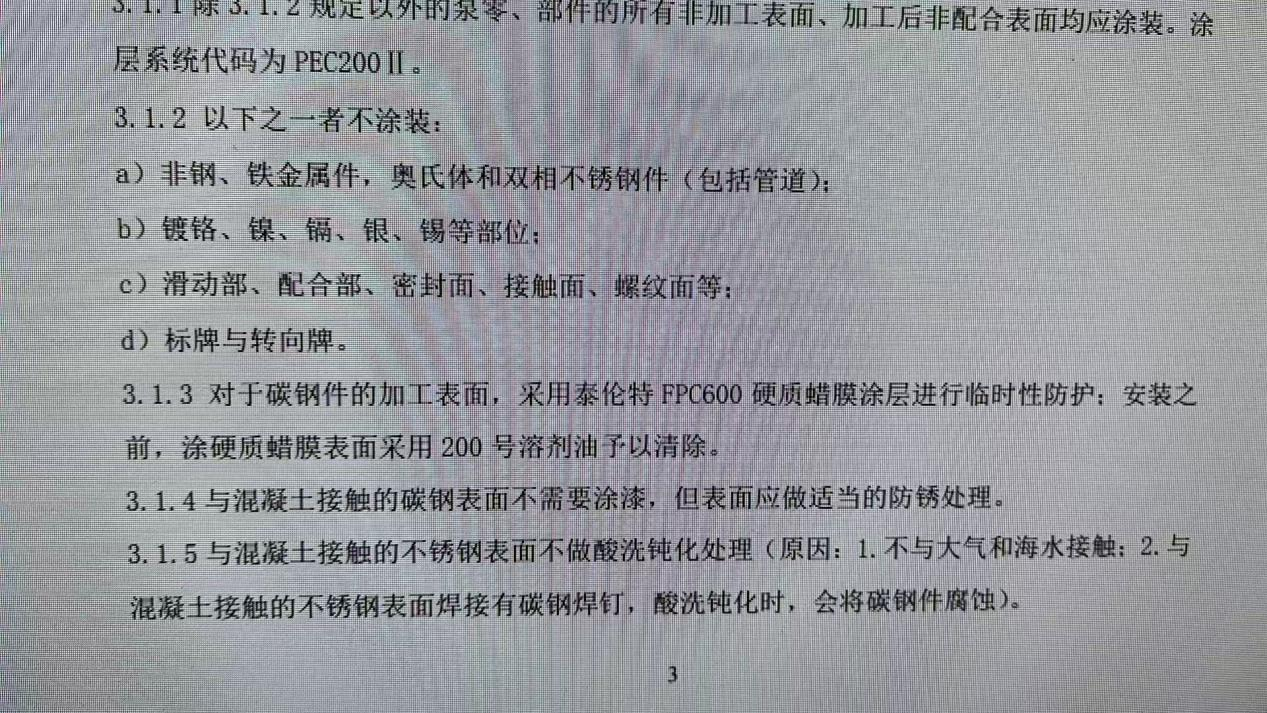 3.1.1 除 3.1.2 规定以外的泵零、部件的所有非加工表面、加工后非配合表面均应涂装。涂
层系统代码为 PEC200Ⅱ。
3.1.2 以下之一者不涂装：
a）非钢、铁金属件，奥氏体和双相不锈钢件（包括管道）；
b）镀铬、镍、镉、银、锡等部位；
c）滑动部、配合部、密封面、接触面、螺纹面等；
d）标牌与转向牌。
3.1.3 对于碳钢件的加工表面，采用泰伦特 FPC600 硬质蜡膜涂层进行临时性防护；安装之
前，涂硬质蜡膜表面采用 200 号溶剂油予以清除。
3.1.4 与混凝土接触的碳钢表面不需要涂漆，但表面应做适当的防锈处理。
3.1.5 与混凝土接触的不锈钢表面不做酸洗钝化处理（原因：1.不与大气和海水接触；2.与
混凝土接触的不锈钢表面焊接有碳钢焊钉，酸洗钝化时，会将碳钢件腐蚀）。
3